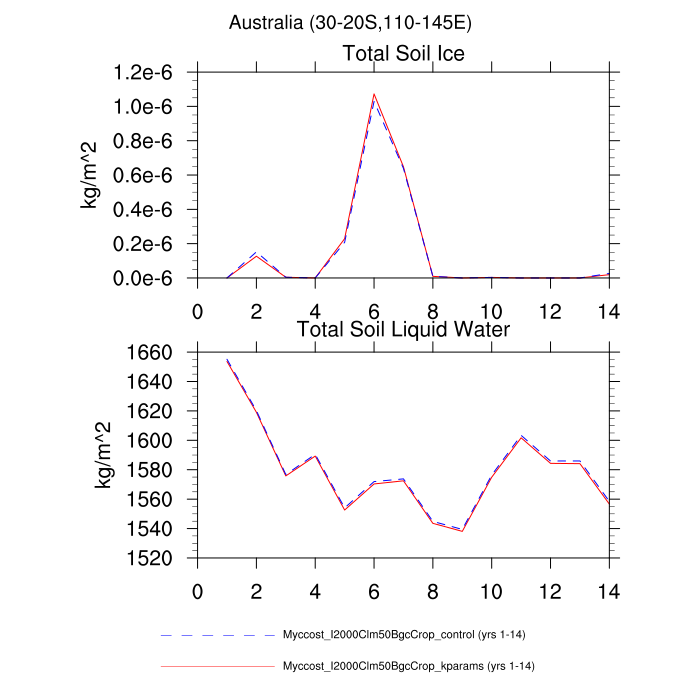 Australia (30-20S,110-145E)
Total Soil Ice
1.2e-6
1.0e-6
0.8e-6
0.6e-6
0.4e-6
0.2e-6
0.0e-6
kg/m^2
0 2 4 6 8 10 12 14
Total Soil Liquid Water
1660
1640
1620
1600
1580
1560
1540
1520
kg/m^2
0 2 4 6 8 10 12 14
Myccost_I2000Clm50BgcCrop_control (yrs 1-14)
Myccost_I2000Clm50BgcCrop_kparams (yrs 1-14)